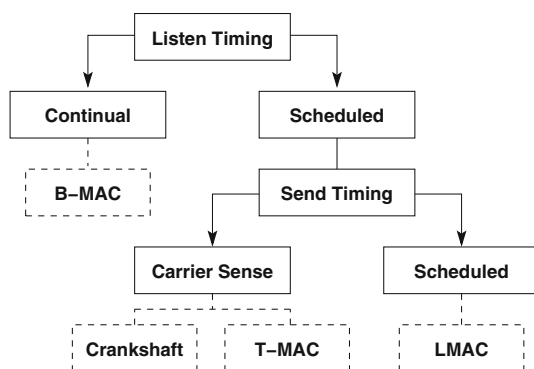 Listen Timing
Continual
Scheduled
B–MAC
Send Timing
Carrier Sense
Scheduled
Crankshaft
T–MAC
LMAC